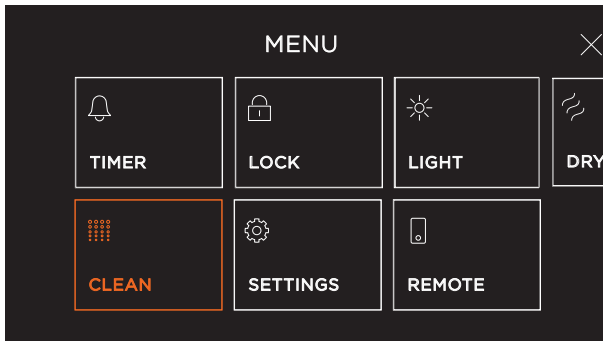 MENU
TIMER
LOCK
LIGHT
DRY
CLEAN
SETTINGS
REMOTE